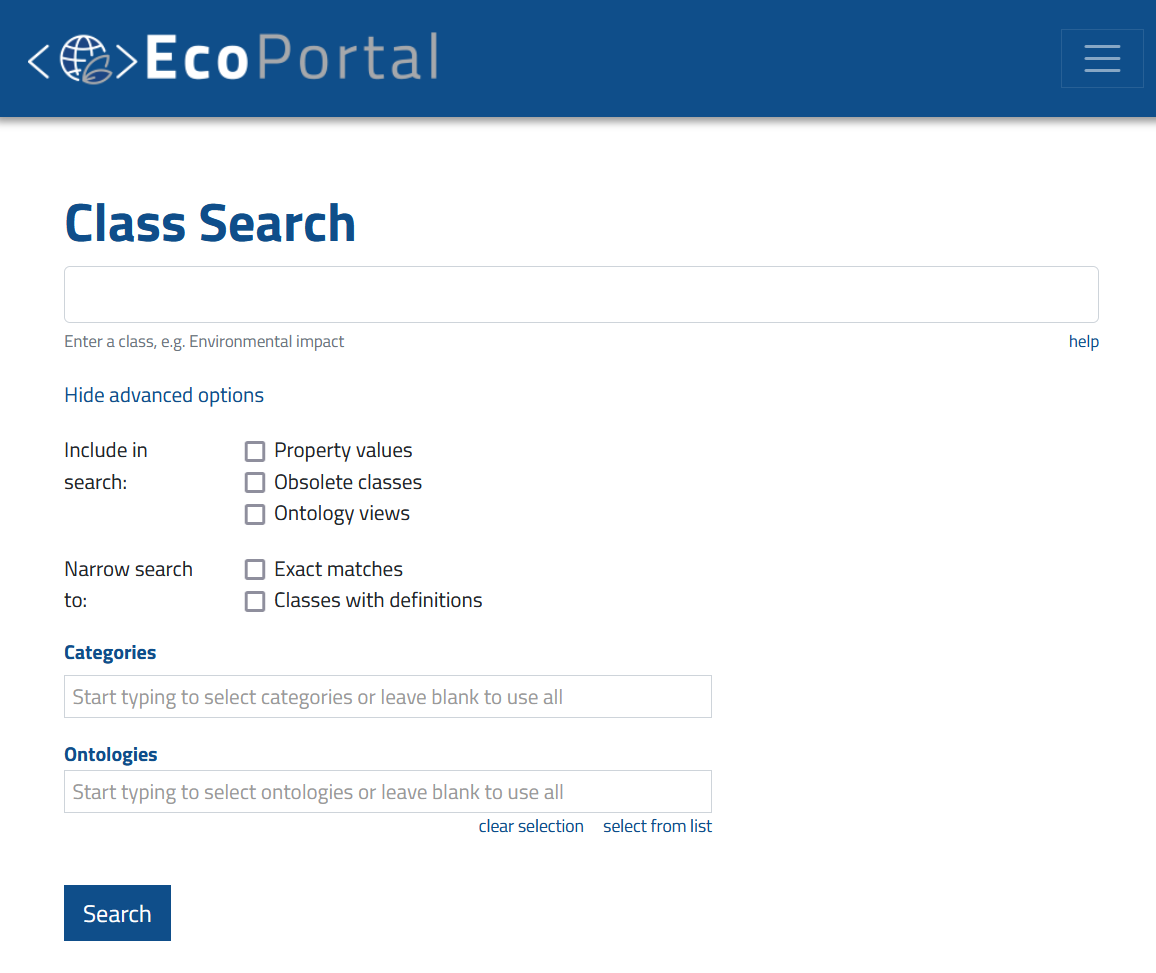 <EcoPortal
Class Search
Enter a class, e.g. Environmental impact help
Hide advanced options
Include in search:
Property values
Obsolete classes
Ontology views
Narrow search to:
Exact matches
Classes with definitions
Categories
Start typing to select categories or leave blank to use all
Ontologies
Start typing to select ontologies or leave blank to use all
clear selection select from list
Search